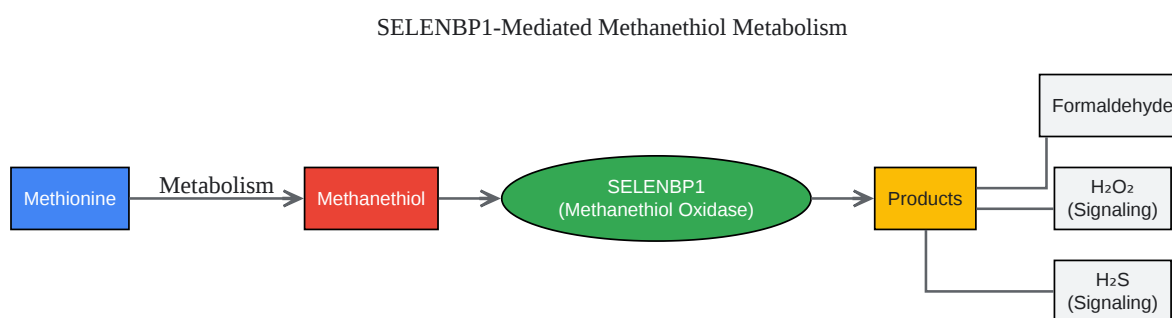 SELENBP1-Mediated Methanethiol Metabolism
Formaldehyde
Methionine
Metabolism
Methanethiol
SELENBP1
(Methanethiol Oxidase)
Products
H₂O₂
(Signaling)
H₂S
(Signaling)